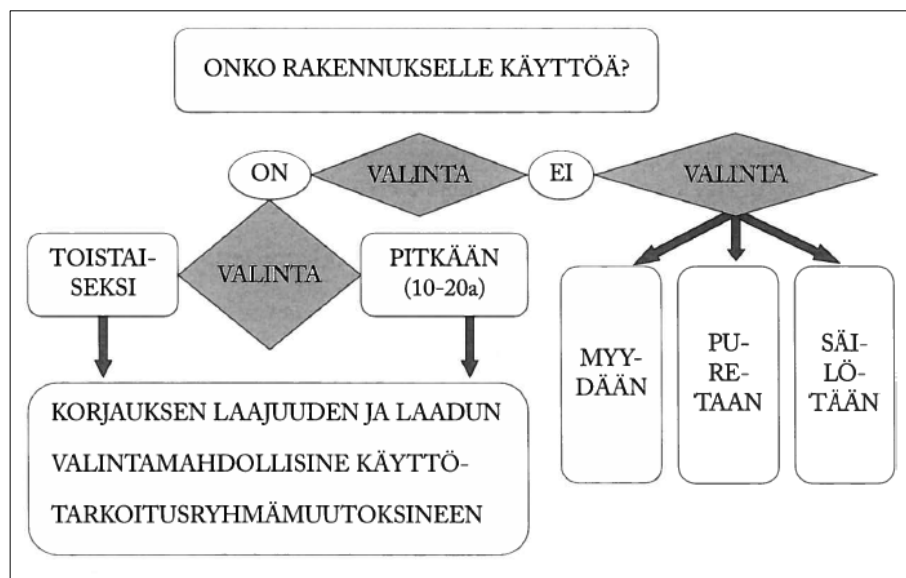 ONKO RAKENNUKSELLE KÄYTTÖÄ?
ON
VALINTA
EI
VALINTA
TOISTAI-
SEKSI
VALINTA
PITKÄÄN
(10-20a)
MYY-
DÄÄN
PU-
RE-
TAAN
SÄI-
LÖ-
TÄÄN
KORJAUKSEN LAAJUUDEN JA LAADUN
VALINTAMAHDOLLISINE KÄYTTÖ-
TARKOITUSRYHMÄMUUTOKSINEEN